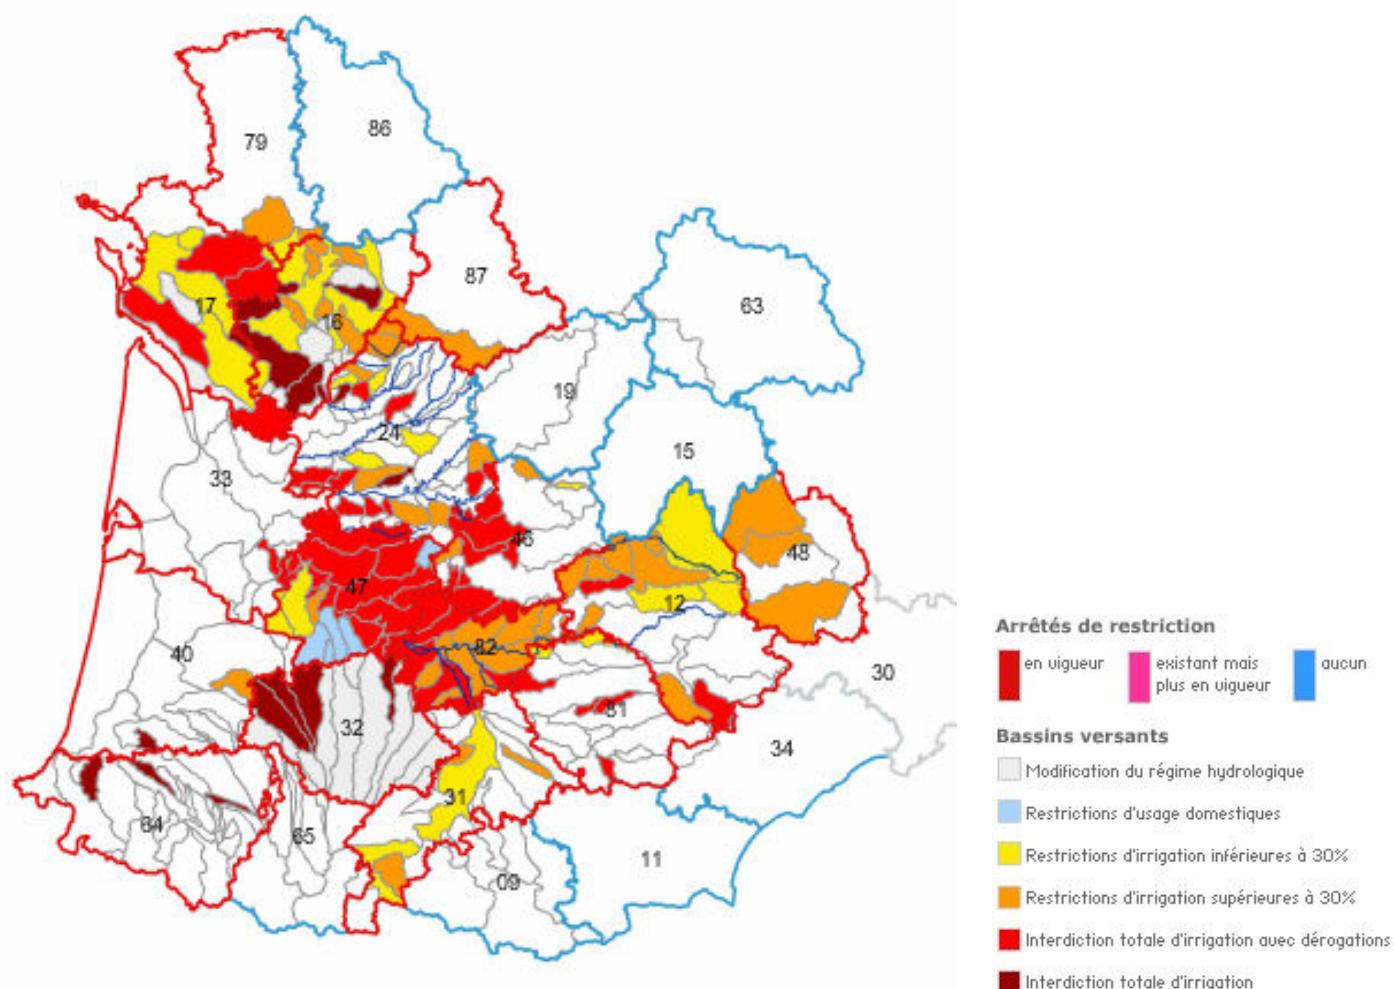 79
86
87
63
17
16
19
24
15
33
46
48
47
12
82
40
30
32
81
34
31
64
65
11
09
Arrêtés de restriction
en vigueur
existant mais
plus en vigueur
aucun
Bassins versants
Modification du régime hydrologique
Restrictions d'usage domestiques
Restrictions d'irrigation inférieures à 30%
Restrictions d'irrigation supérieures à 30%
Interdiction totale d'irrigation avec dérogations
Interdiction totale d'irrigation